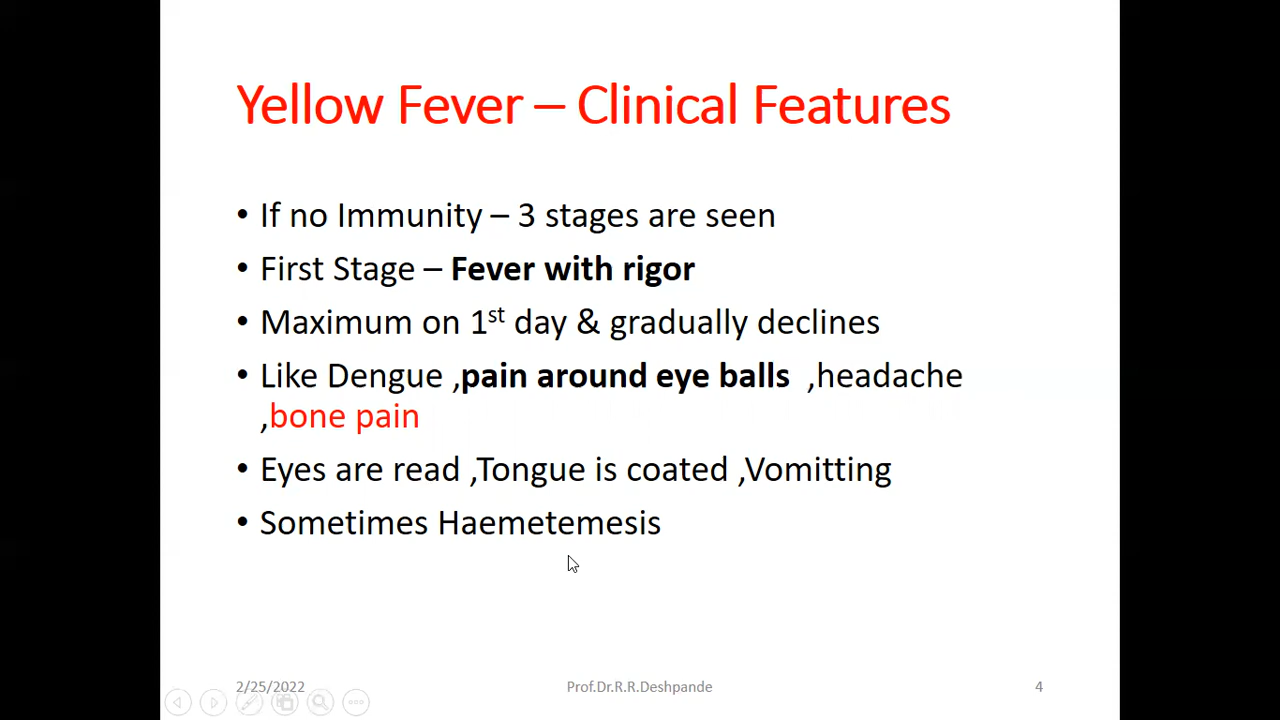 Yellow Fever – Clinical Features
• If no Immunity – 3 stages are seen
• First Stage – Fever with rigor
• Maximum on 1st day & gradually declines
• Like Dengue ,pain around eye balls ,headache
,bone pain
• Eyes are read ,Tongue is coated ,Vomitting
• Sometimes Haemetemesis
2/25/2022
Prof.Dr.R.R.Deshpande
4